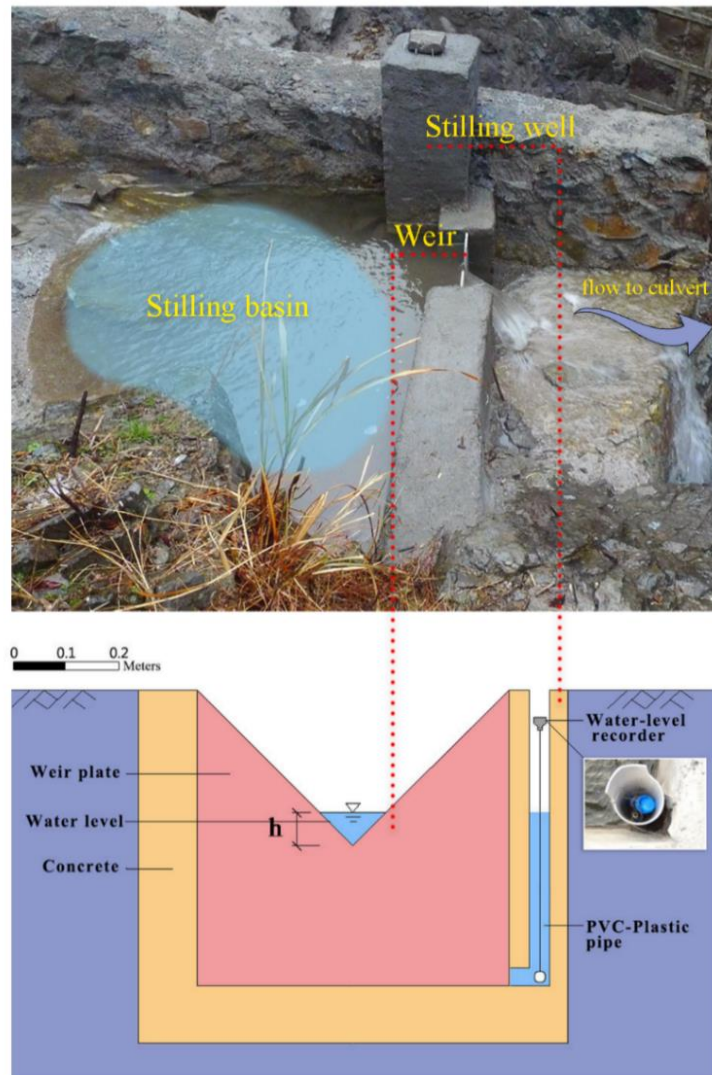 Stilling well
Weir
flow to culvert
Stilling basin
0 0.1 0.2
Meters
Water-level
recorder
Weir plate
Water level
h
Concrete
PVC-Plastic
pipe